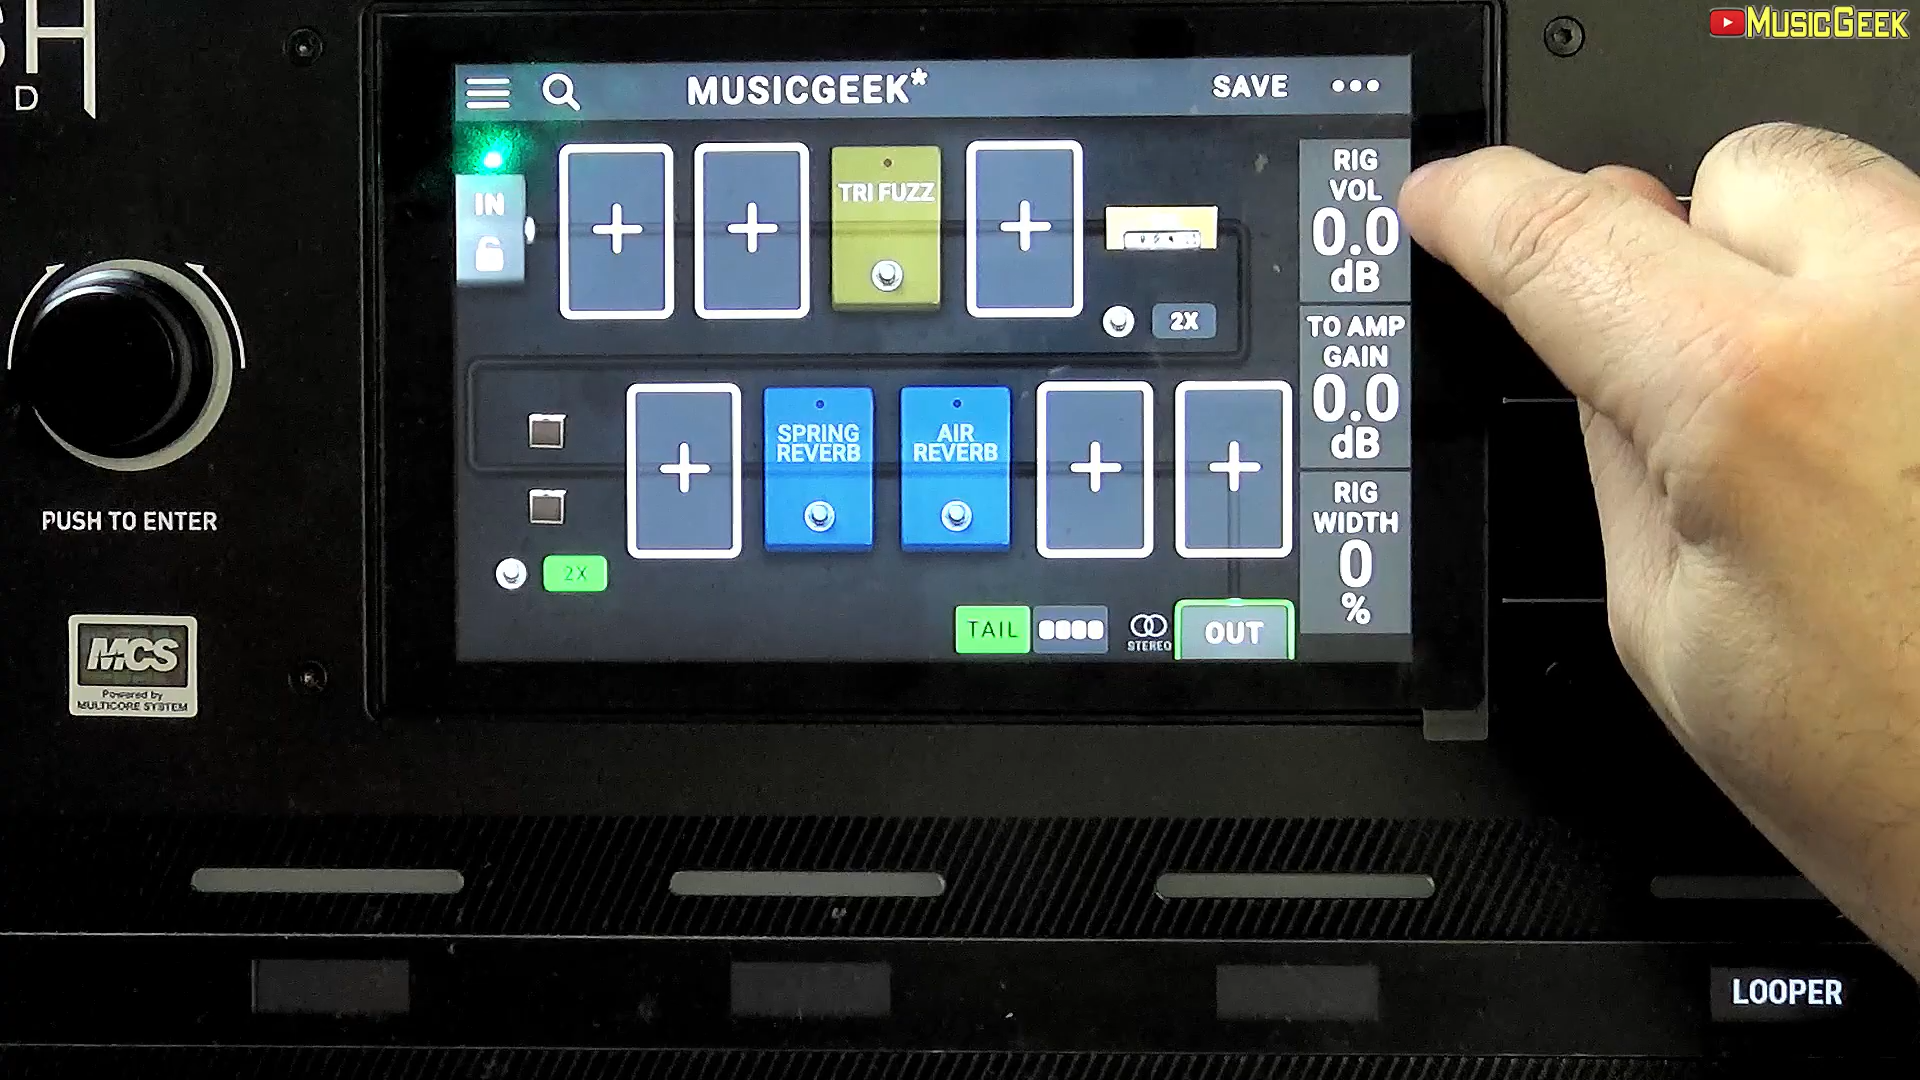 MUSICGEEK
SH
D
MUSICGEEK*
SAVE
IN
TRI FUZZ
2X
RIG
VOL
0.0
dB
TO AMP
GAIN
0.0
dB
RIG
WIDTH
0
%
SPRING
REVERB
AIR
REVERB
2X
TAIL
STEREO
OUT
PUSH TO ENTER
MCS
Powered by
MULTICORE SYSTEM
LOOPER